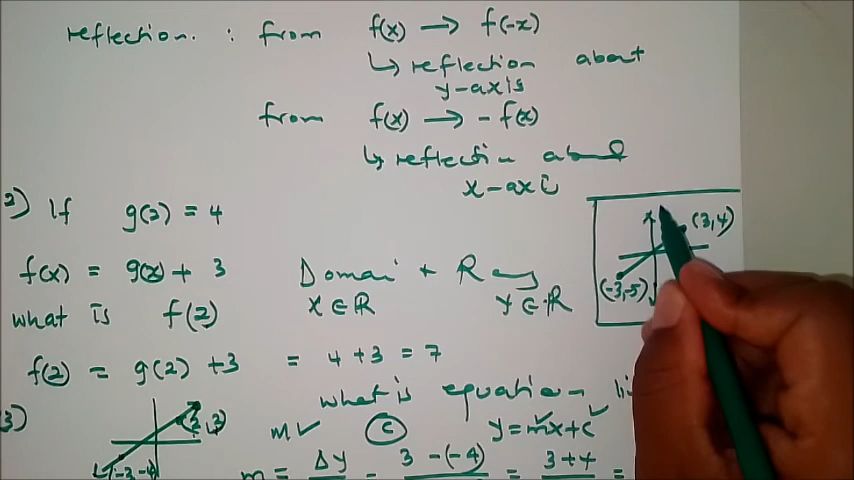 reflection. : from f(x) → f(-x)
↳ reflection about
y-axis
from f(x) → - f(x)
↳ reflection about
x-axis
2) If g(2) = 4
f(x) = g(x) + 3
what is f(2)
f(2) = g(2) + 3 = 4 + 3 = 7
Domain + Rang
x ∈ ℝ y ∈ ℝ
(3,4)
(-3,-5)
3)
(3,3)
what is equation
m ✓ (c) y = mx + c
m = Δy = 3 - (-4) = 3 + 4 =